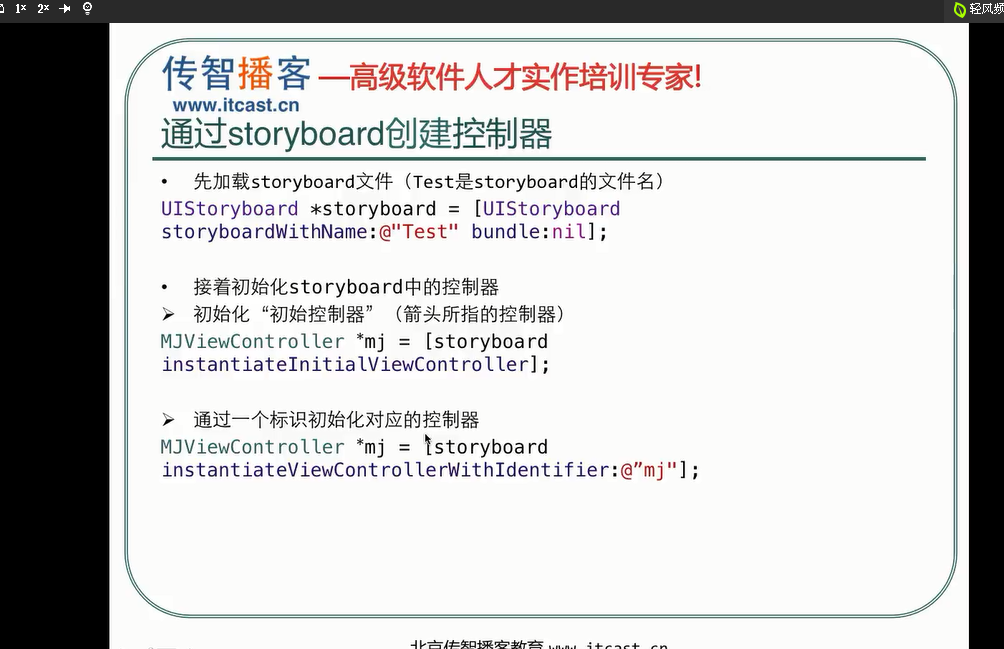 1× 2×
轻风频
传智播客 —高级软件人才实作培训专家!
www.itcast.cn
通过storyboard创建控制器
• 先加载storyboard文件（Test是storyboard的文件名）
UIStoryboard *storyboard = [UIStoryboard
storyboardWithName:@"Test" bundle:nil];
• 接着初始化storyboard中的控制器
➢ 初始化“初始控制器”（箭头所指的控制器）
MJViewController *mj = [storyboard
instantiateInitialViewController];
➢ 通过一个标识初始化对应的控制器
MJViewController *mj = [storyboard
instantiateViewControllerWithIdentifier:@”mj"];
北京传智播客教育 www.itcast.cn